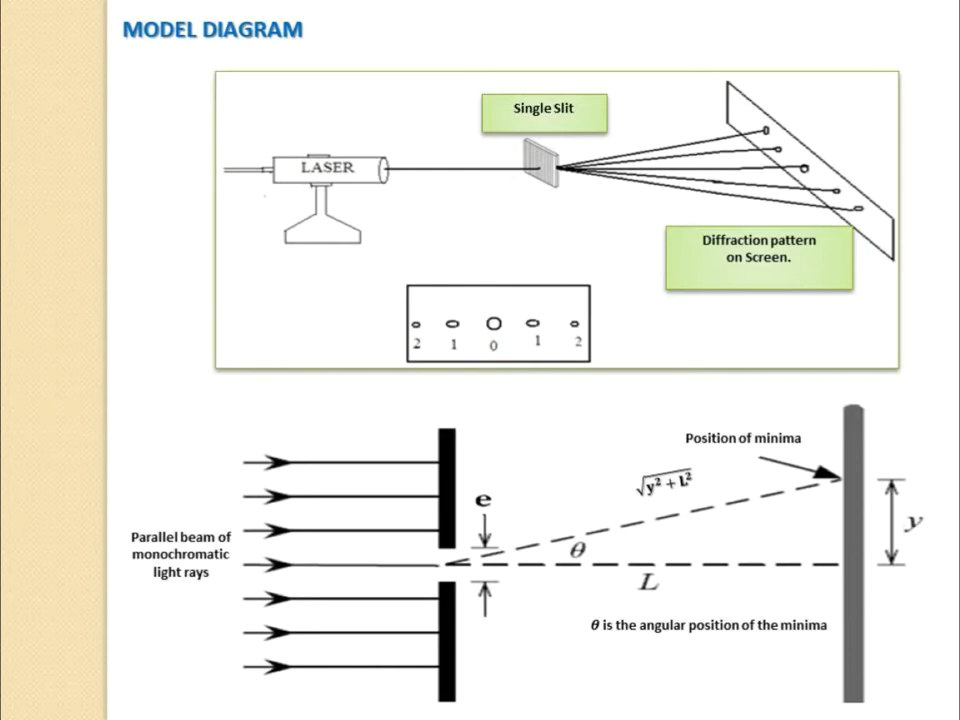 MODEL DIAGRAM
Single Slit
LASER
Diffraction pattern
on Screen.
2 1 0 1 2
Position of minima
√y² + L²
e
y
Parallel beam of
monochromatic
light rays
θ
L
θ is the angular position of the minima